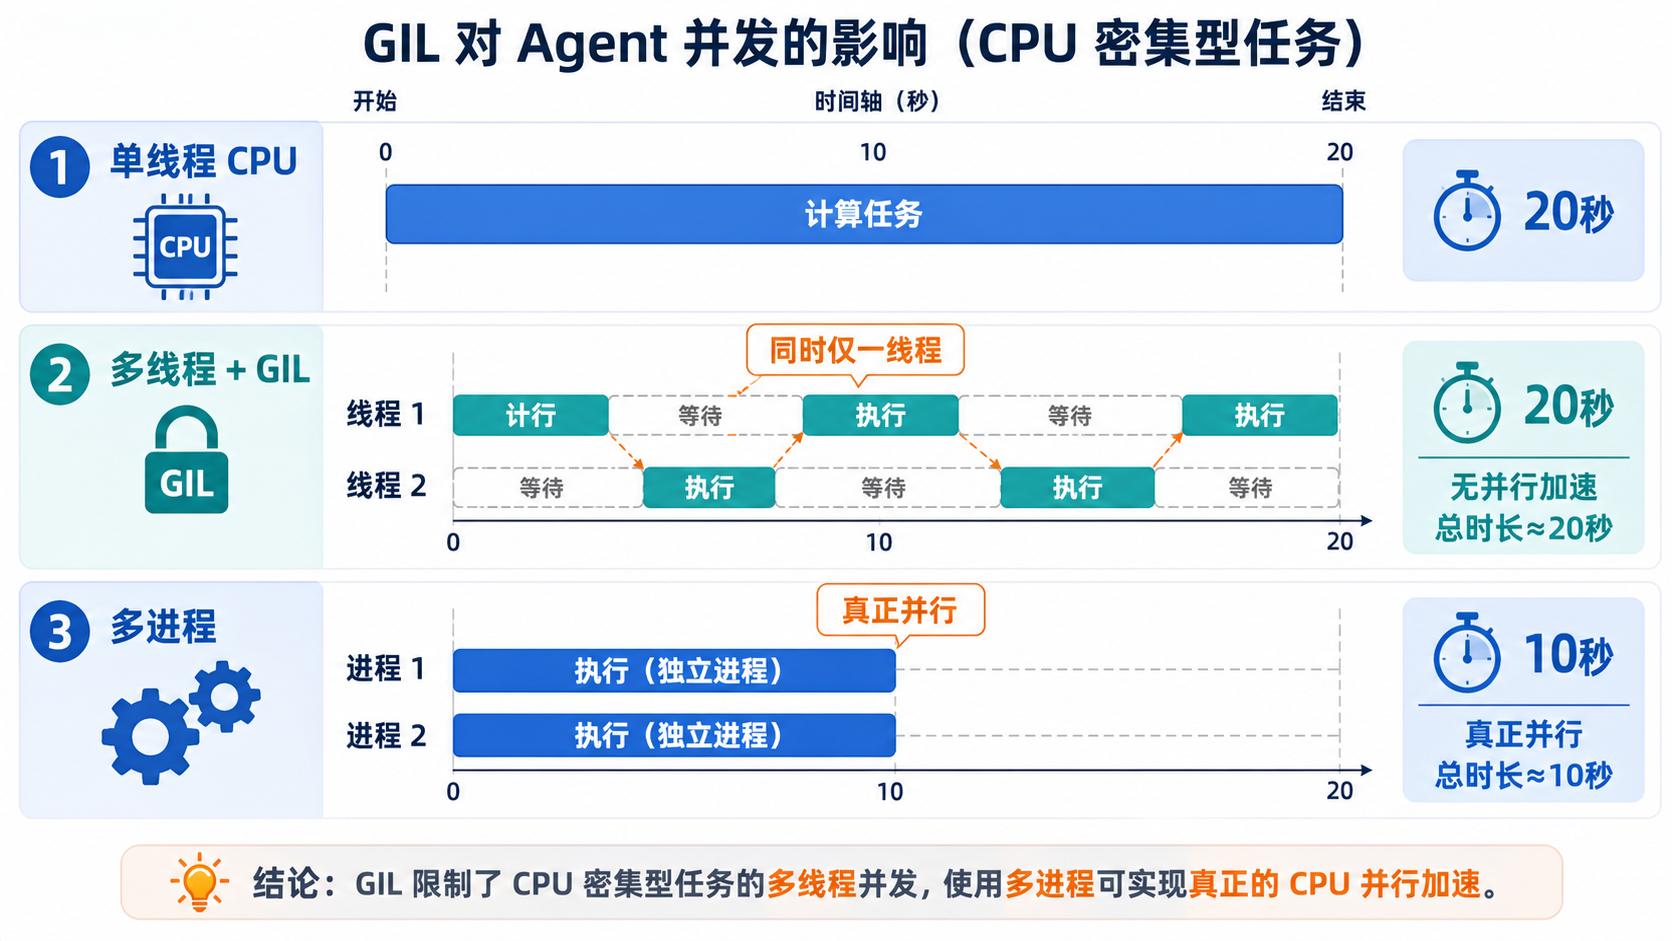 GIL 对 Agent 并发的影响（CPU 密集型任务）
开始 时间轴（秒） 结束
1 单线程 CPU
CPU
0 10 20
计算任务
20秒
2 多线程 + GIL
GIL
同时仅一线程
线程 1 计行 等待 执行 等待 执行
线程 2 等待 执行 等待 执行 等待
0 10 20
20秒
无并行加速
总时长≈20秒
3 多进程
真正并行
进程 1 执行（独立进程）
进程 2 执行（独立进程）
0 10 20
10秒
真正并行
总时长≈10秒
结论：GIL 限制了 CPU 密集型任务的多线程并发，使用多进程可实现真正的 CPU 并行加速。